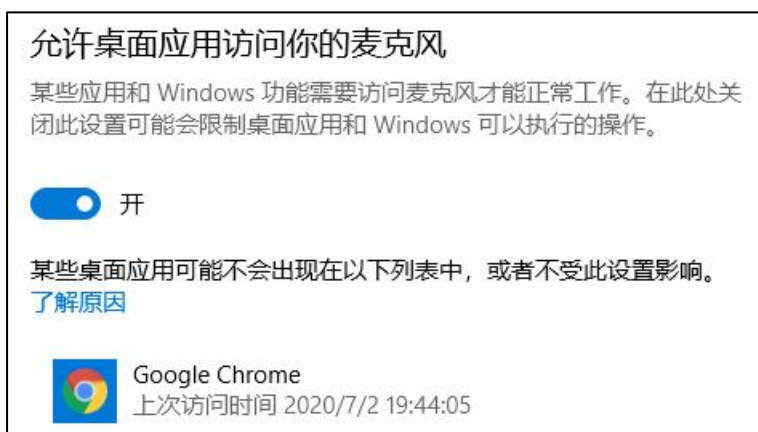 允许桌面应用访问你的麦克风
某些应用和 Windows 功能需要访问麦克风才能正常工作。在此处关
闭此设置可能会限制桌面应用和 Windows 可以执行的操作。
开
某些桌面应用可能不会出现在以下列表中，或者不受此设置影响。
了解原因
Google Chrome
上次访问时间 2020/7/2 19:44:05